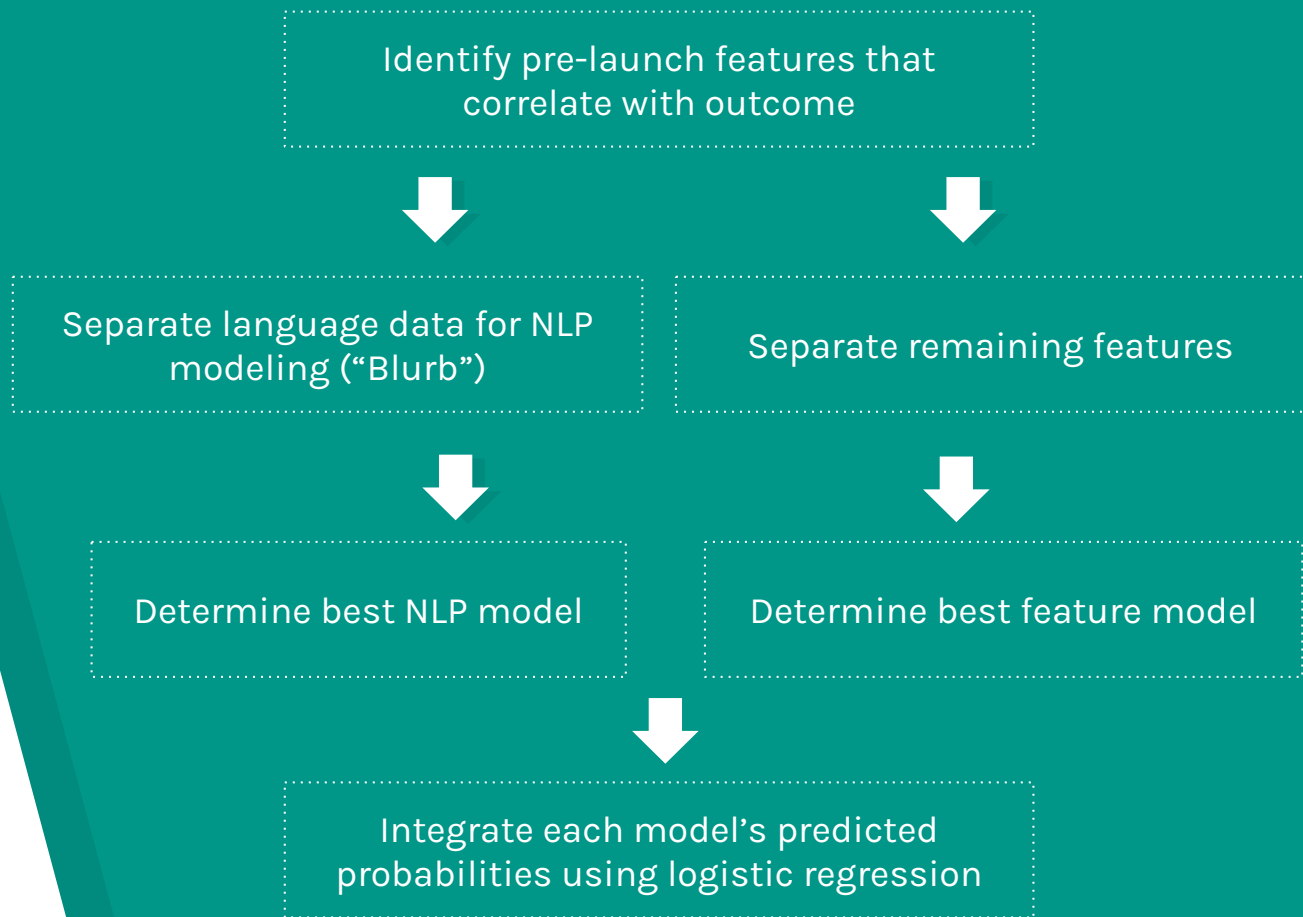 Identify pre-launch features that
correlate with outcome
Separate language data for NLP
modeling (“Blurb”)
Separate remaining features
Determine best NLP model
Determine best feature model
Integrate each model’s predicted
probabilities using logistic regression